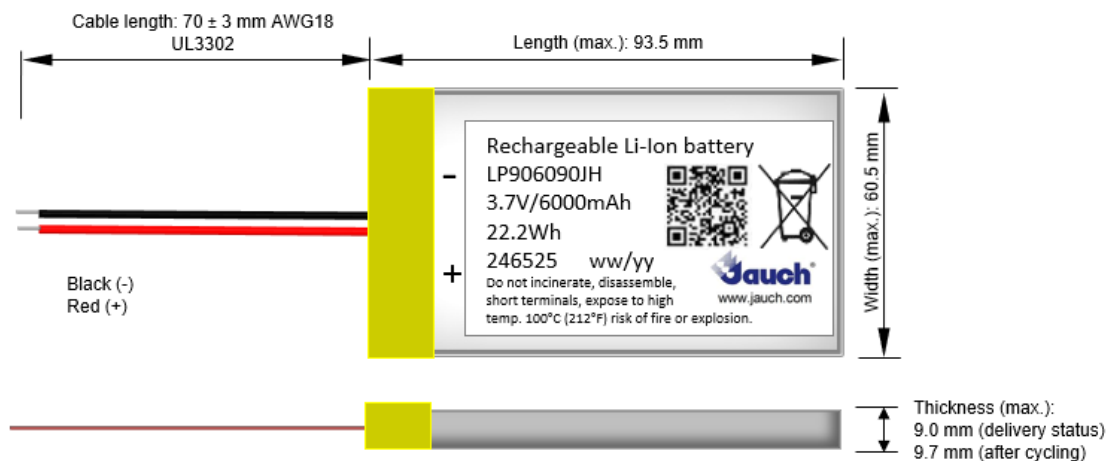 Cable length: 70 ± 3 mm AWG18
UL3302
Length (max.): 93.5 mm
Rechargeable Li-Ion battery
LP906090JH
3.7V/6000mAh
22.2Wh
246525 ww/yy
Do not incinerate, disassemble,
short terminals, expose to high
temp. 100°C (212°F) risk of fire or explosion.
Jauch®
www.jauch.com
-
+
Black (-)
Red (+)
Width (max.): 60.5 mm
Thickness (max.):
9.0 mm (delivery status)
9.7 mm (after cycling)